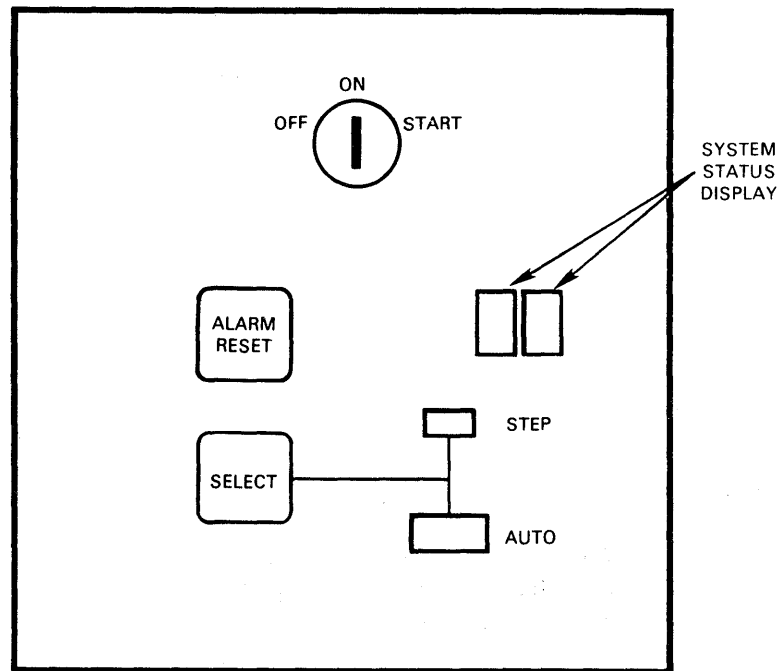 ON
OFF
START
SYSTEM
STATUS
DISPLAY
ALARM
RESET
STEP
SELECT
AUTO